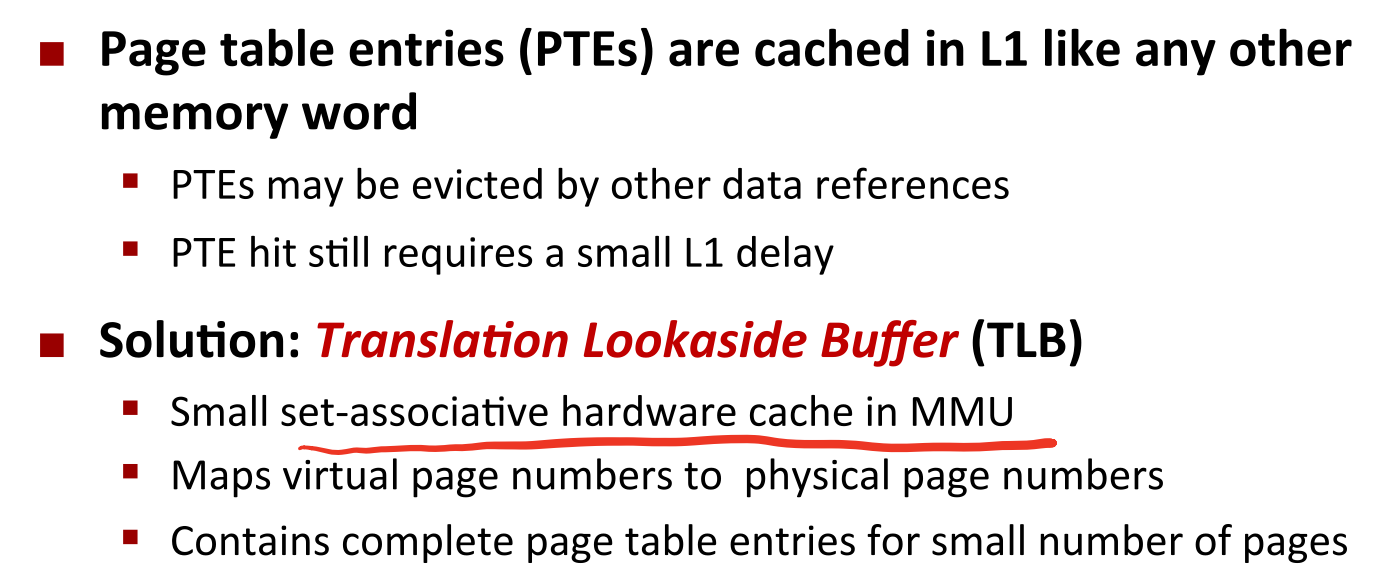 Page table entries (PTEs) are cached in L1 like any other
memory word
PTEs may be evicted by other data references
PTE hit still requires a small L1 delay
Solution: Translation Lookaside Buffer (TLB)
Small set-associative hardware cache in MMU
Maps virtual page numbers to  physical page numbers
Contains complete page table entries for small number of pages